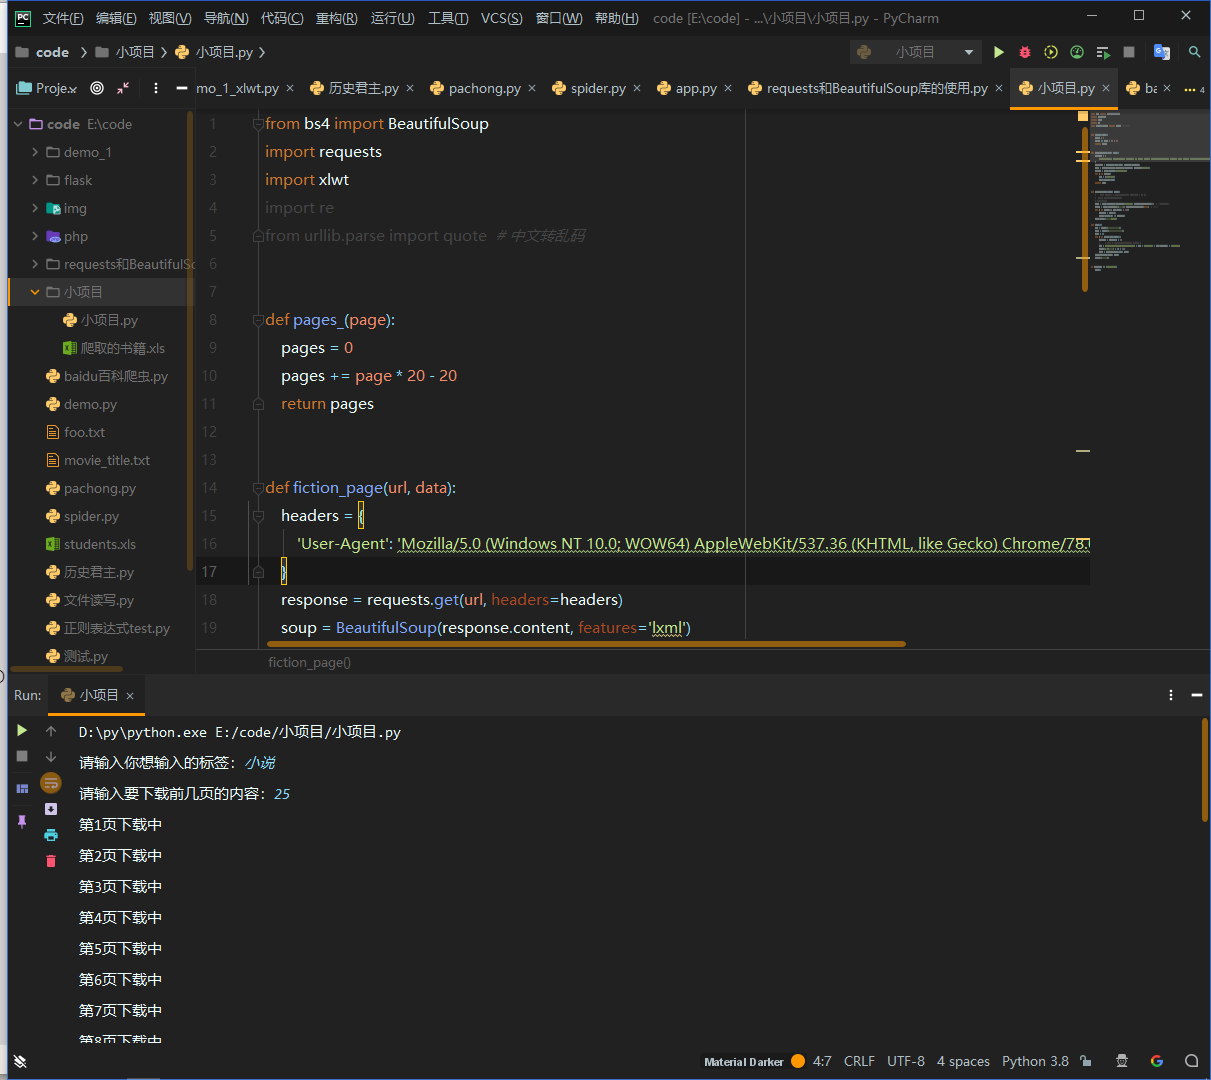 PC 文件(F) 编辑(E) 视图(V) 导航(N) 代码(C) 重构(R) 运行(U) 工具(T) VCS(S) 窗口(W) 帮助(H) code [E:\code] - ...\小项目\小项目.py - PyCharm
code 小项目 小项目.py 小项目
Proje mo_1_xlwt.py 历史君主.py pachong.py spider.py app.py requests和BeautifulSoup库的使用.py 小项目.py ba 4
code E:\code
demo_1
flask
img
php
requests和BeautifulSo
小项目
小项目.py
爬取的书籍.xls
baidu百科爬虫.py
demo.py
foo.txt
movie_title.txt
pachong.py
spider.py
students.xls
历史君主.py
文件读写.py
正则表达式test.py
测试.py
1 from bs4 import BeautifulSoup
2 import requests
3 import xlwt
4 import re
5 from urllib.parse import quote #中文转乱码
6
7
8 def pages_(page):
9 pages = 0
10 pages += page * 20 - 20
11 return pages
12
13
14 def fiction_page(url, data):
15 headers = {
16 'User-Agent': 'Mozilla/5.0 (Windows NT 10.0; WOW64) AppleWebKit/537.36 (KHTML, like Gecko) Chrome/78.
17 }
18 response = requests.get(url, headers=headers)
19 soup = BeautifulSoup(response.content, features='lxml')
fiction_page()
Run: 小项目
D:\py\python.exe E:/code/小项目/小项目.py
请输入你想输入的标签: 小说
请输入要下载前几页的内容: 25
第1页下载中
第2页下载中
第3页下载中
第4页下载中
第5页下载中
第6页下载中
第7页下载中
第8页下载中
Material Darker 4:7 CRLF UTF-8 4 spaces Python 3.8